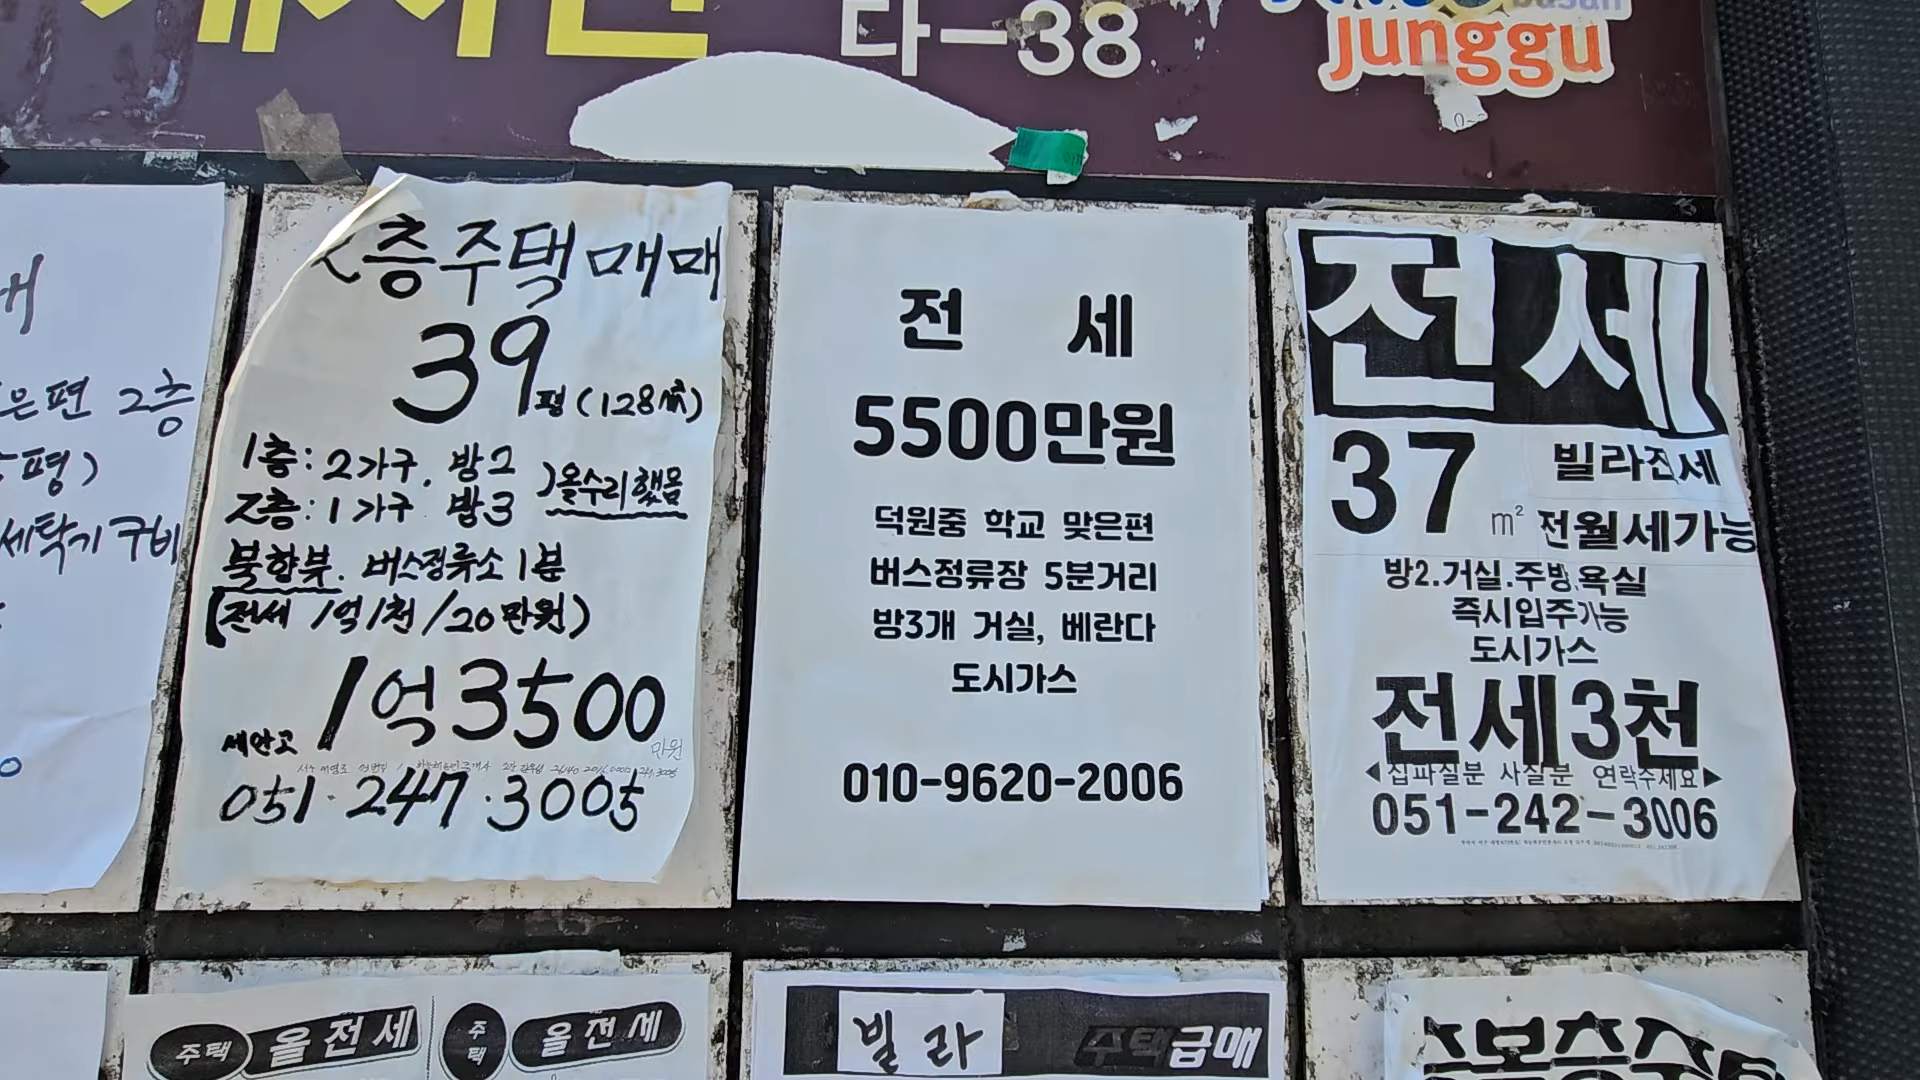 다-38
busan
junggu
은편 2층
평)
세탁기 구비
2층주택매매
39평(128㎡)
1층:2가구. 방2
2층:1가구 방3 )올수리했음
북한부. 버스정류소1분
(전세 1억1천/20만원)
세안고 1억3500
만원
051·247·3005
전 세
5500만원
덕원중 학교 맞은편
버스정류장 5분거리
방3개 거실, 베란다
도시가스
010-9620-2006
전세
37㎡
빌라전세
전월세가능
방2.거실.주방.욕실
즉시입주가능
도시가스
전세3천
◀십파실분 사실분 연락주세요▶
051-242-3006
주택 올전세
주택 올전세
빌라 주택급매